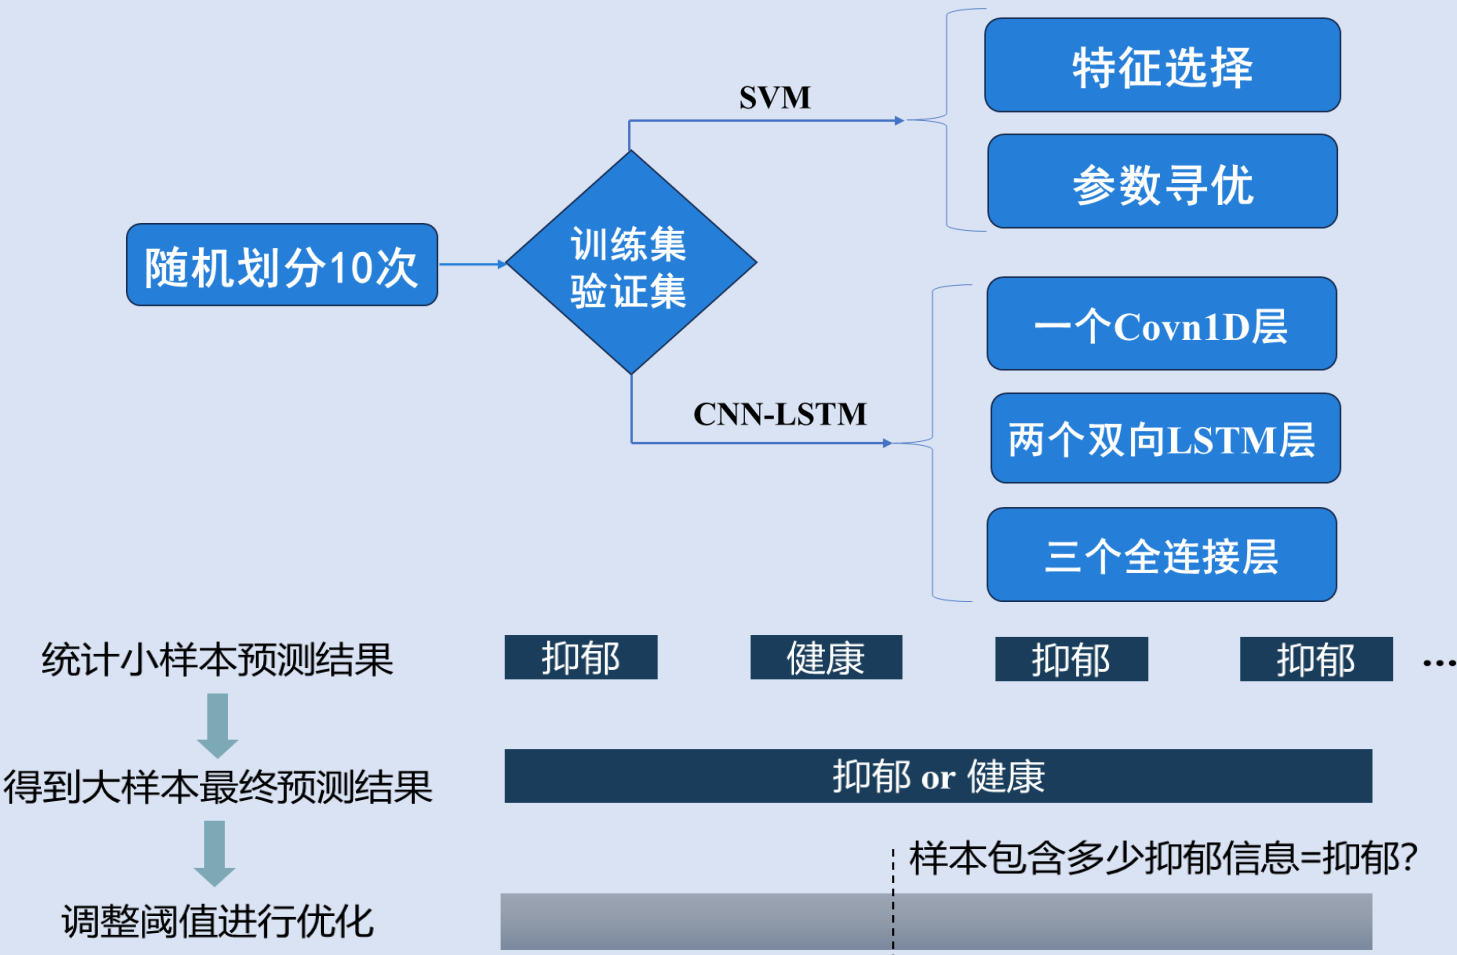 特征选择
SVM
参数寻优
随机划分10次
训练集
验证集
一个Covn1D层
CNN-LSTM
两个双向LSTM层
三个全连接层
统计小样本预测结果
抑郁
健康
抑郁
抑郁
...
得到大样本最终预测结果
抑郁 or 健康
样本包含多少抑郁信息=抑郁?
调整阈值进行优化